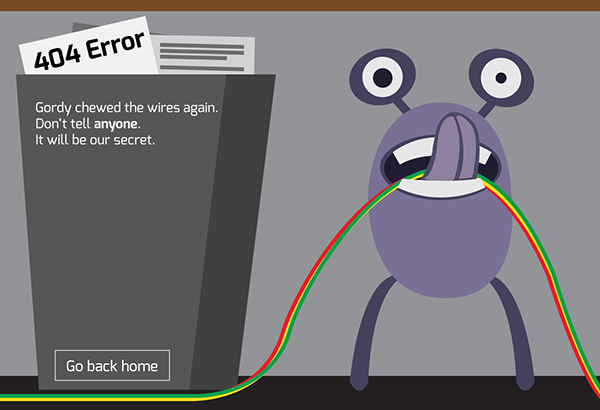 404 Error
Gordy chewed the wires again.
Don't tell anyone.
It will be our secret.
Go back home